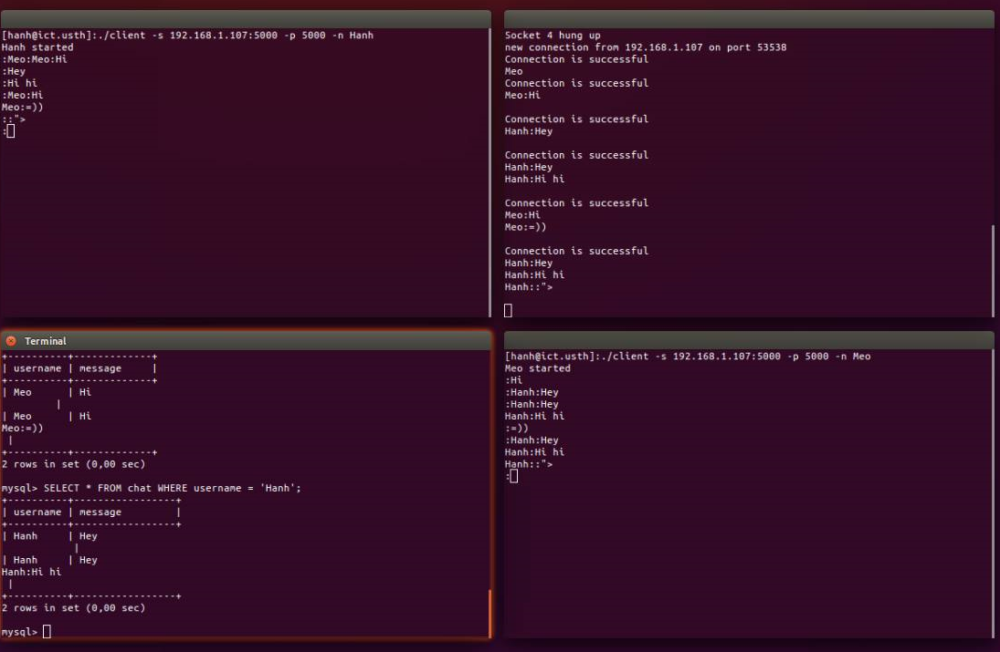 [hanh@ict.usth]:./client -s 192.168.1.107:5000 -p 5000 -n Hanh
Hanh started
:Meo:Meo:Hi
:Hey
:Hi hi
:Meo:Hi
Meo:=))
::">
:
Socket 4 hung up
new connection from 192.168.1.107 on port 53538
Connection is successful
Meo
Connection is successful
Meo:Hi
Connection is successful
Hanh:Hey
Connection is successful
Hanh:Hey
Hanh:Hi hi
Connection is successful
Meo:Hi
Meo:=))
Connection is successful
Hanh:Hey
Hanh:Hi hi
Hanh::">
Terminal
+----------+-------------+
| username | message     |
+----------+-------------+
| Meo      | Hi
         |
| Meo      | Hi
Meo:=))
 |
+----------+-------------+
2 rows in set (0,00 sec)
mysql> SELECT * FROM chat WHERE username = 'Hanh';
+----------+-----------------+
| username | message         |
+----------+-----------------+
| Hanh     | Hey
            |
| Hanh     | Hey
Hanh:Hi hi
 |
+----------+-----------------+
2 rows in set (0,00 sec)
mysql>
[hanh@ict.usth]:./client -s 192.168.1.107:5000 -p 5000 -n Meo
Meo started
:Hi
:Hanh:Hey
:Hanh:Hey
Hanh:Hi hi
:=))
:Hanh:Hey
Hanh:Hi hi
Hanh::">
: